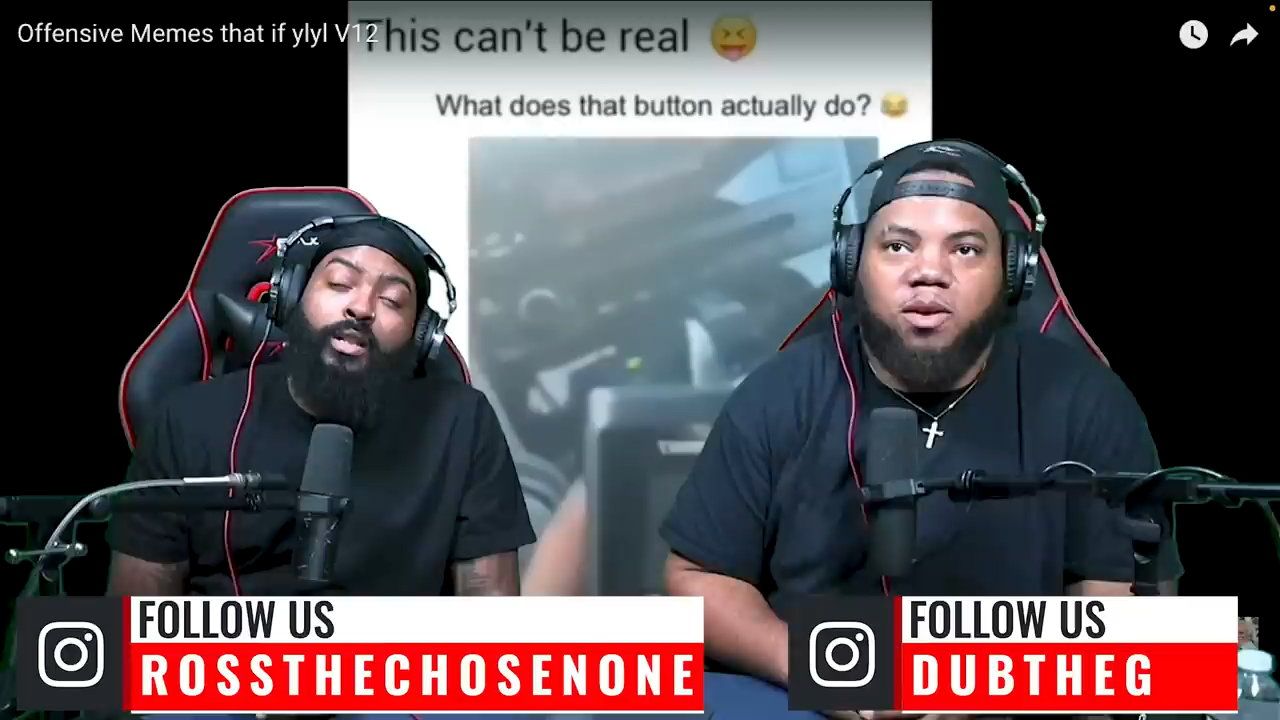 Offensive Memes that if ylyl V12
This can't be real 😝
What does that button actually do? 😂
FOLLOW US
ROSSTHECHOSENONE
FOLLOW US
DUBTHEG